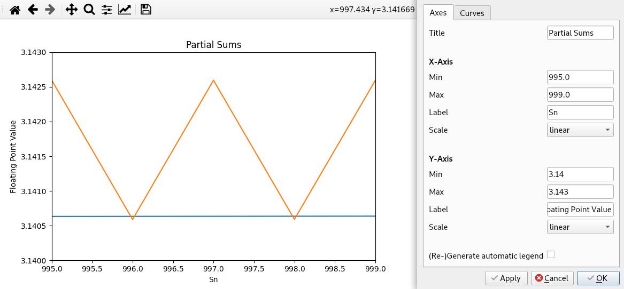 x=997.434 y=3.141669
Partial Sums
3.1430
3.1425
3.1420
3.1415
3.1410
3.1405
3.1400
Floating Point Value
995.0 995.5 996.0 996.5 997.0 997.5 998.0 998.5 999.0
Sn
Axes Curves
Title Partial Sums
X-Axis
Min 995.0
Max 999.0
Label Sn
Scale linear
Y-Axis
Min 3.14
Max 3.143
Label oating Point Value
Scale linear
(Re-)Generate automatic legend
Apply Cancel OK